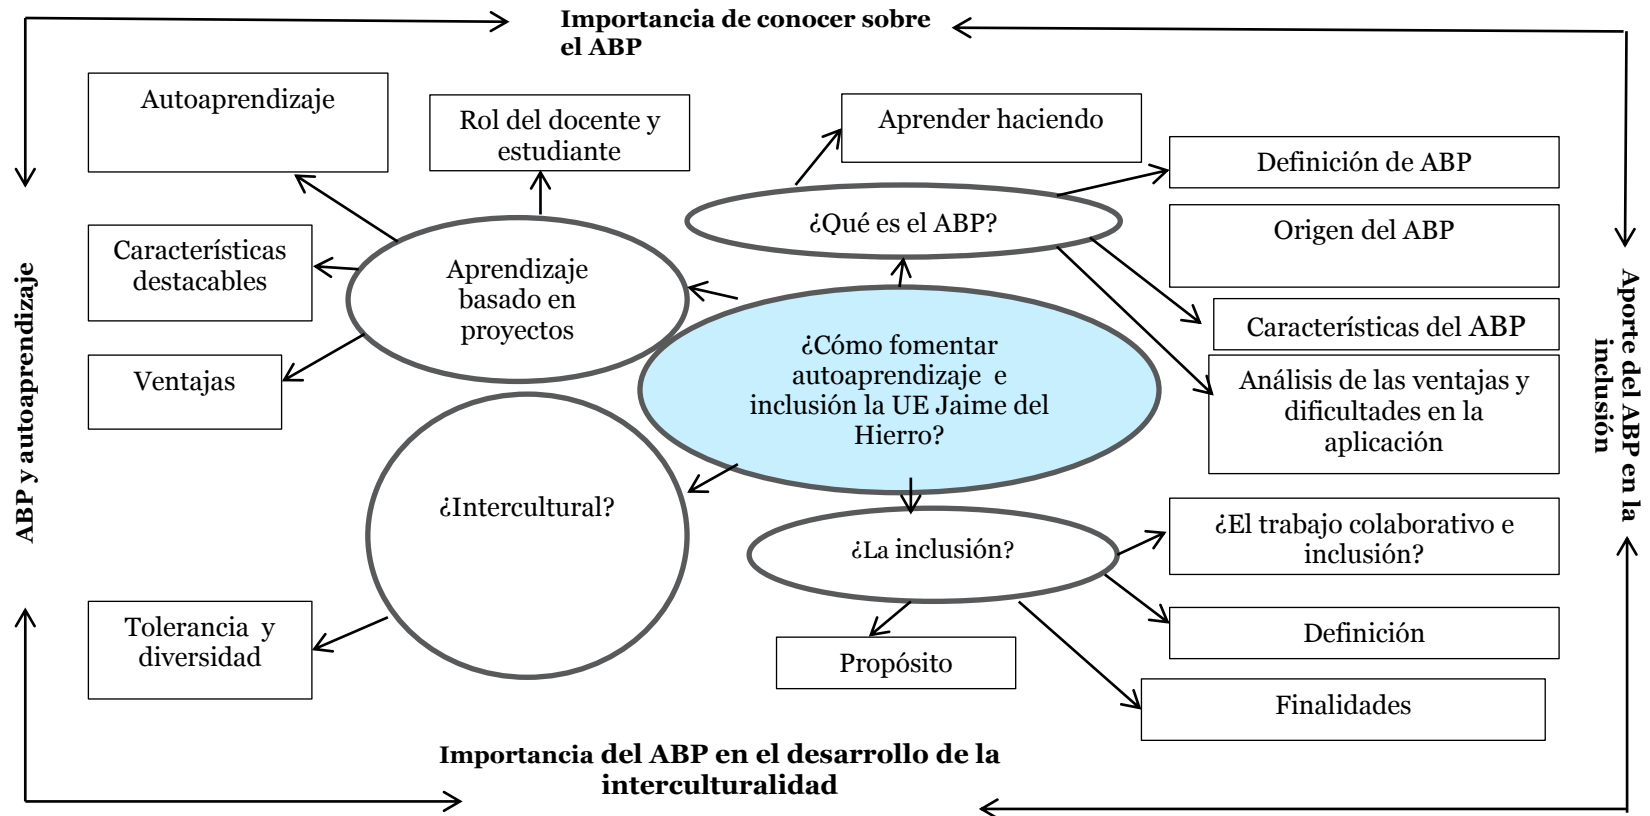 Importancia de conocer sobre
el ABP
Autoaprendizaje
Rol del docente y
estudiante
Aprender haciendo
Definición de ABP
¿Qué es el ABP?
Origen del ABP
Características
destacables
Aprendizaje
basado en
proyectos
Características del ABP
Ventajas
¿Cómo fomentar
autoaprendizaje e
inclusión la UE Jaime del
Hierro?
Análisis de las ventajas y
dificultades en la
aplicación
ABP y autoaprendizaje
Aporte del ABP en la
inclusión
¿Intercultural?
¿La inclusión?
¿El trabajo colaborativo e
inclusión?
Tolerancia y
diversidad
Definición
Propósito
Finalidades
Importancia del ABP en el desarrollo de la
interculturalidad